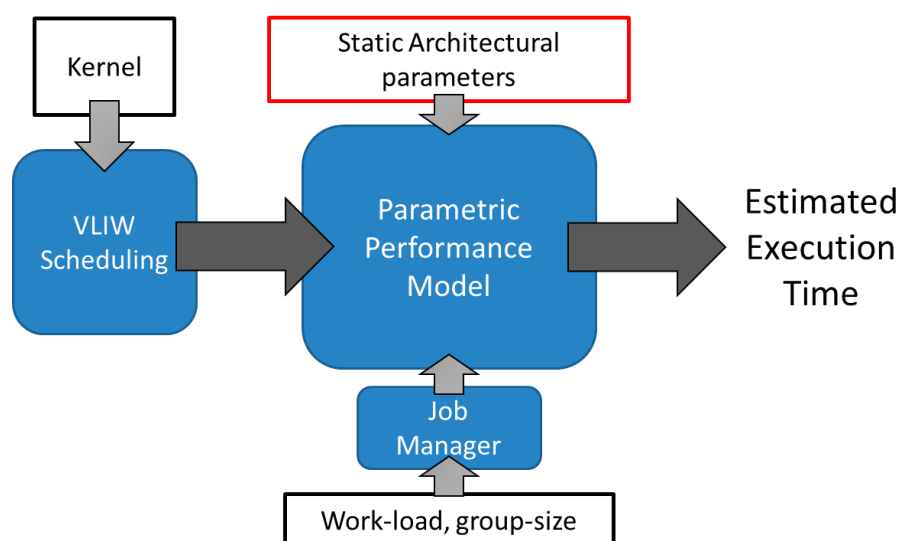 Kernel
Static Architectural
parameters
VLIW
Scheduling
Parametric
Performance
Model
Estimated
Execution
Time
Job
Manager
Work-load, group-size